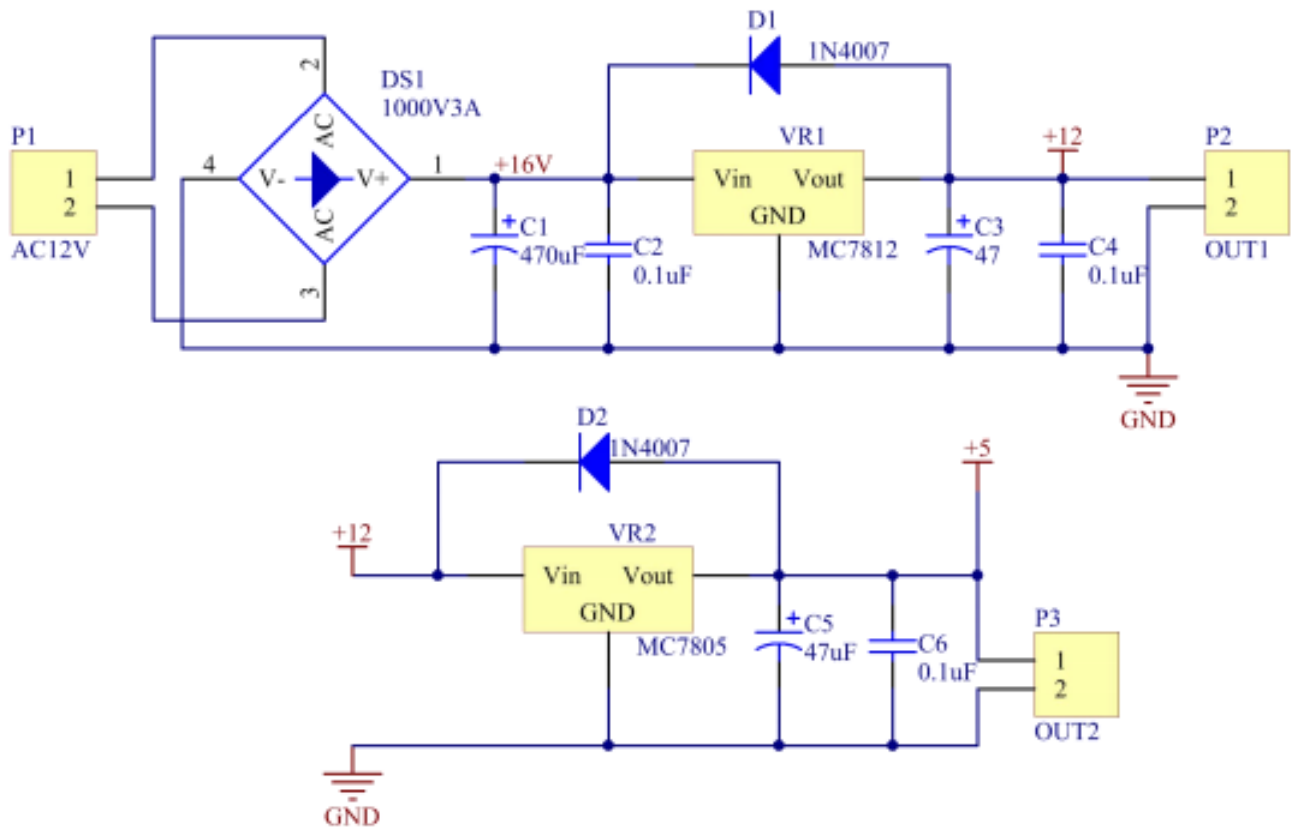 D1
1N4007
DS1
1000V3A
2
AC
P1
1
2
AC12V
4
V-
V+
1
AC
3
+16V
+
C1
470uF
C2
0.1uF
VR1
Vin
Vout
GND
MC7812
+
C3
47
+12
C4
0.1uF
P2
1
2
OUT1
GND
D2
1N4007
+12
VR2
Vin
Vout
GND
MC7805
+
C5
47uF
C6
0.1uF
+5
P3
1
2
OUT2
GND